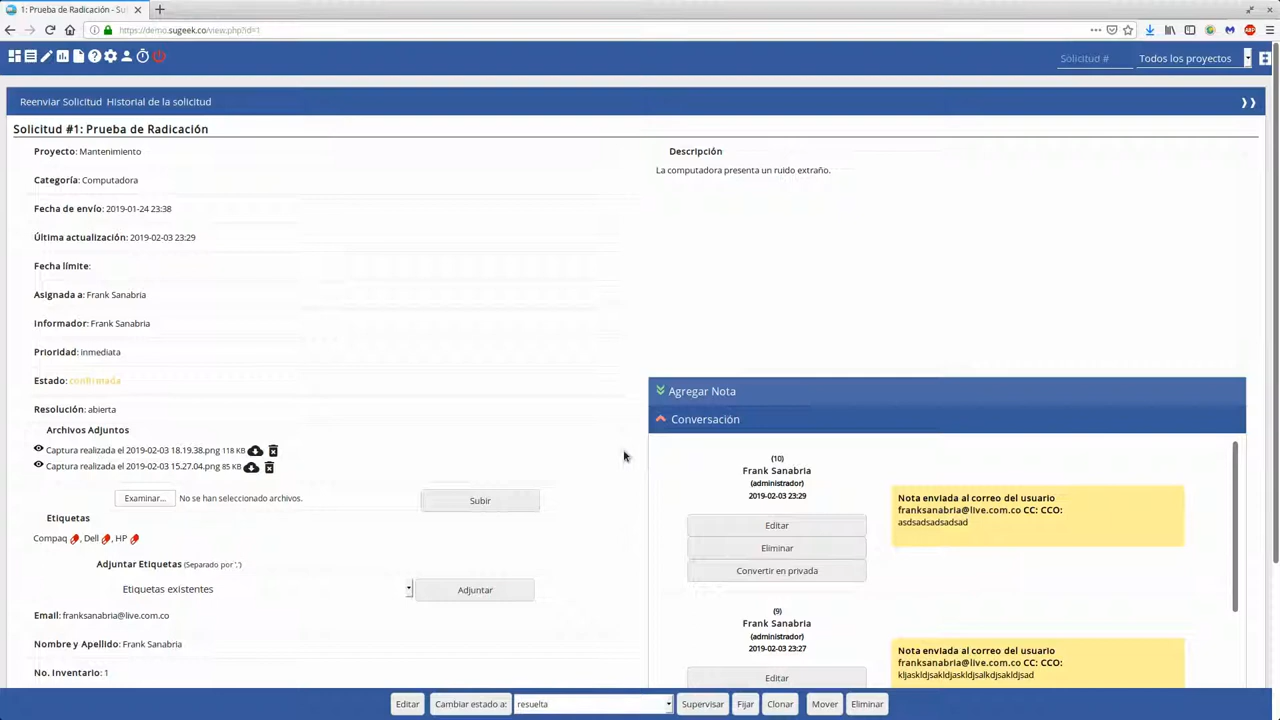 1: Prueba de Radicación - Su
https://demo.sugeek.co/view.php?id=1
Solicitud #
Todos los proyectos
Reenviar Solicitud Historial de la solicitud
Solicitud #1: Prueba de Radicación
Proyecto: Mantenimiento
Categoría: Computadora
Fecha de envío: 2019-01-24 23:38
Última actualización: 2019-02-03 23:29
Fecha límite:
Asignada a: Frank Sanabria
Informador: Frank Sanabria
Prioridad: inmediata
Estado: confirmada
Resolución: abierta
Archivos Adjuntos
Captura realizada el 2019-02-03 18.19.38.png 118 KB
Captura realizada el 2019-02-03 15.27.04.png 85 KB
Examinar... No se han seleccionado archivos.
Subir
Etiquetas
Compaq , Dell , HP
Adjuntar Etiquetas (Separado por ',')
Etiquetas existentes
Adjuntar
Email: franksanabria@live.com.co
Nombre y Apellido: Frank Sanabria
No. Inventario: 1
Descripción
La computadora presenta un ruido extraño.
Agregar Nota
Conversación
(10)
Frank Sanabria
(administrador)
2019-02-03 23:29
Editar
Eliminar
Convertir en privada
Nota enviada al correo del usuario
franksanabria@live.com.co CC: CCO:
asdsadsadsadsad
(9)
Frank Sanabria
(administrador)
2019-02-03 23:27
Editar
Nota enviada al correo del usuario
franksanabria@live.com.co CC: CCO:
kljaskldjsakldjaskldjsalkdjsakldjsad
Editar
Cambiar estado a:
resuelta
Supervisar
Fijar
Clonar
Mover
Eliminar